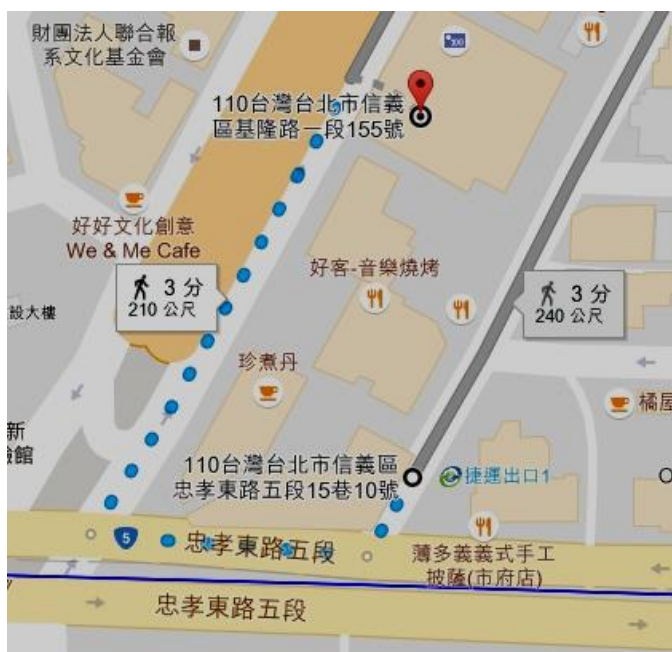 財團法人聯合報
系文化基金會
100
110台灣台北市信義
區基隆路一段155號
好好文化創意
We & Me Cafe
好客-音樂燒烤
3 分
210 公尺
3 分
240 公尺
設大樓
珍煮丹
橘屋
新
110台灣台北市信義區
忠孝東路五段15巷10號
捷運出口1
O
5
忠孝東路五段
薄多義義式手工
披薩(市府店)
忠孝東路五段